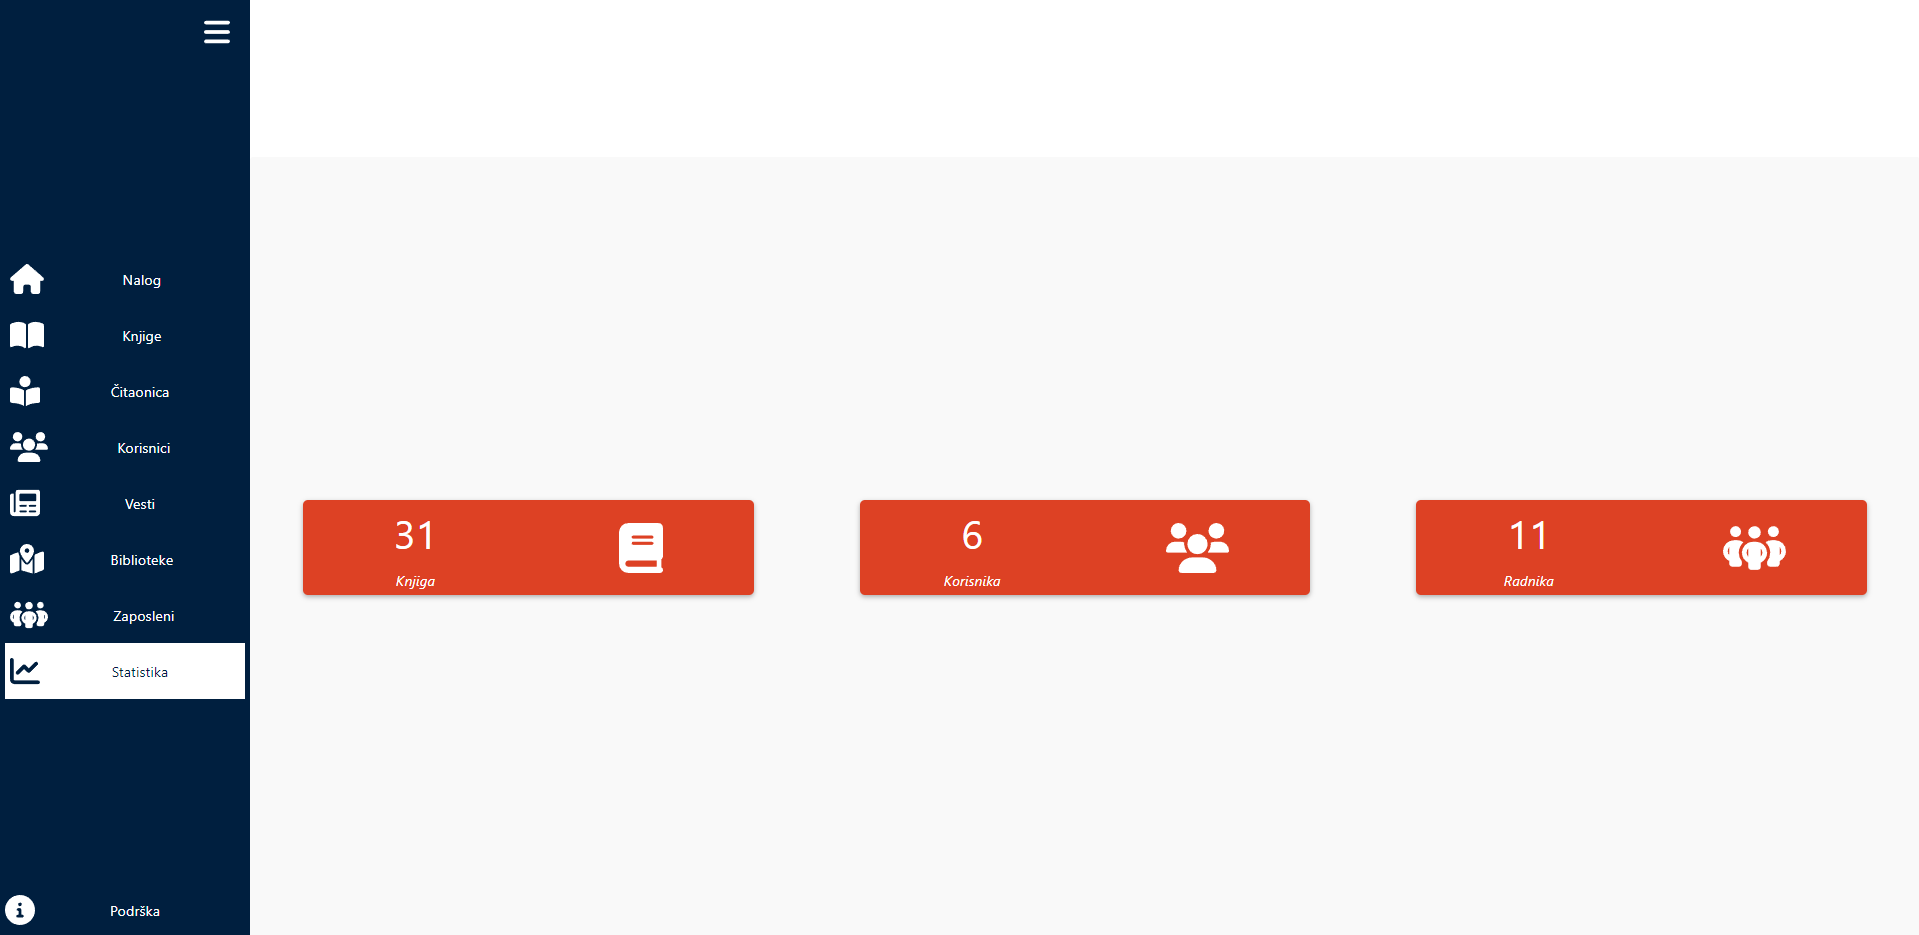 Nalog
Knjige
Čitaonica
Korisnici
Vesti
Biblioteke
Zaposleni
Statistika
Podrška
31
Knjiga
6
Korisnika
11
Radnika